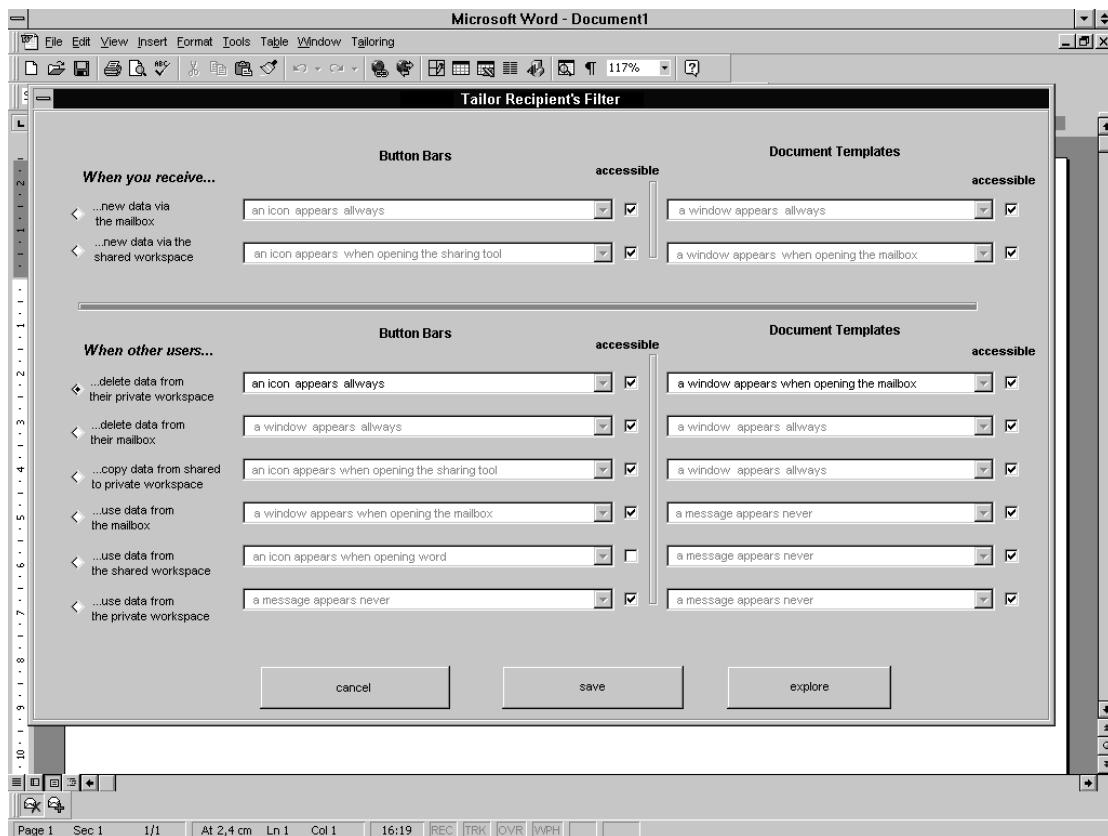 Microsoft Word - Document1
File Edit View Insert Format Tools Table Window Tailoring
ABC
117%
Tailor Recipient's Filter
Button Bars
Document Templates
When you receive...
accessible
accessible
...new data via
the mailbox
an icon appears allways
a window appears allways
...new data via the
shared workspace
an icon appears when opening the sharing tool
a window appears when opening the mailbox
Button Bars
Document Templates
When other users...
accessible
accessible
...delete data from
their private workspace
an icon appears allways
a window appears when opening the mailbox
...delete data from
their mailbox
a window appears allways
a window appears allways
...copy data from shared
to private workspace
an icon appears when opening the sharing tool
a window appears allways
...use data from
the mailbox
a window appears when opening the mailbox
a message appears never
...use data from
the shared workspace
an icon appears when opening word
a message appears never
...use data from
the private workspace
a message appears never
a message appears never
cancel save explore
Page 1 Sec 1 1/1 At 2,4 cm Ln 1 Col 1 16:19 REC TRK OVR WPH